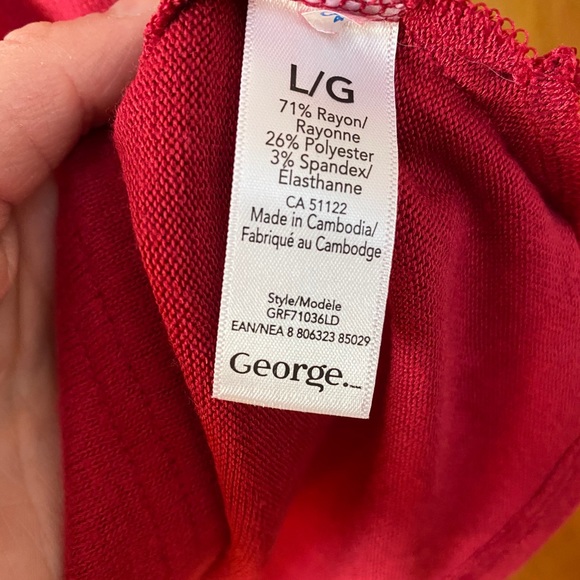 L/G
71% Rayon/
Rayonne
26% Polyester
3% Spandex/
Élasthanne
CA 51122
Made in Cambodia/
Fabriqué au Cambodge
Style/Modèle
GRF71036LD
EAN/NEA 8 806323 85029
George.